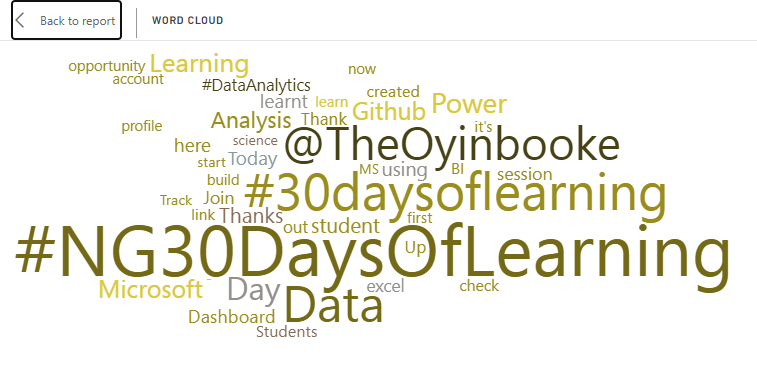 Back to report WORD CLOUD
opportunity Learning now
account #DataAnalytics
learnt learn created
Github Power
profile Analysis Thank it's
here science @TheOyinbooke
start Today MS using BI session
build #30daysoflearning
Track Join
link Thanks out student first
#NG30DaysOfLearning
Up
Microsoft Day Data excel check
Dashboard
Students